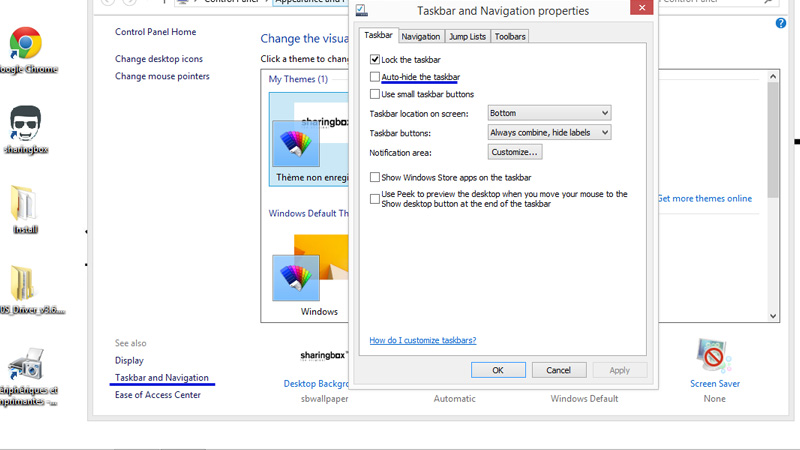 Control Panel
Appearance and P
Control Panel Home
Change desktop icons
Change mouse pointers
Change the visua
Click a theme to chang
My Themes (1)
sharingbox
Thème non enregi
Windows Default Th
Windows
Get more themes online
See also
Display
Taskbar and Navigation
Ease of Access Center
sharingbox
Desktop Backgro
sbwallpaper
Automatic
Windows Default
Screen Saver
None
Taskbar and Navigation properties
Taskbar
Navigation
Jump Lists
Toolbars
Lock the taskbar
Auto-hide the taskbar
Use small taskbar buttons
Taskbar location on screen:
Bottom
Taskbar buttons:
Always combine, hide labels
Notification area:
Customize...
Show Windows Store apps on the taskbar
Use Peek to preview the desktop when you move your mouse to the
Show desktop button at the end of the taskbar
How do I customize taskbars?
OK
Cancel
Apply
oogle Chrome
sharingbox
Install
OS_Driver_v3.6....
ériphériques et
mprimantes -...